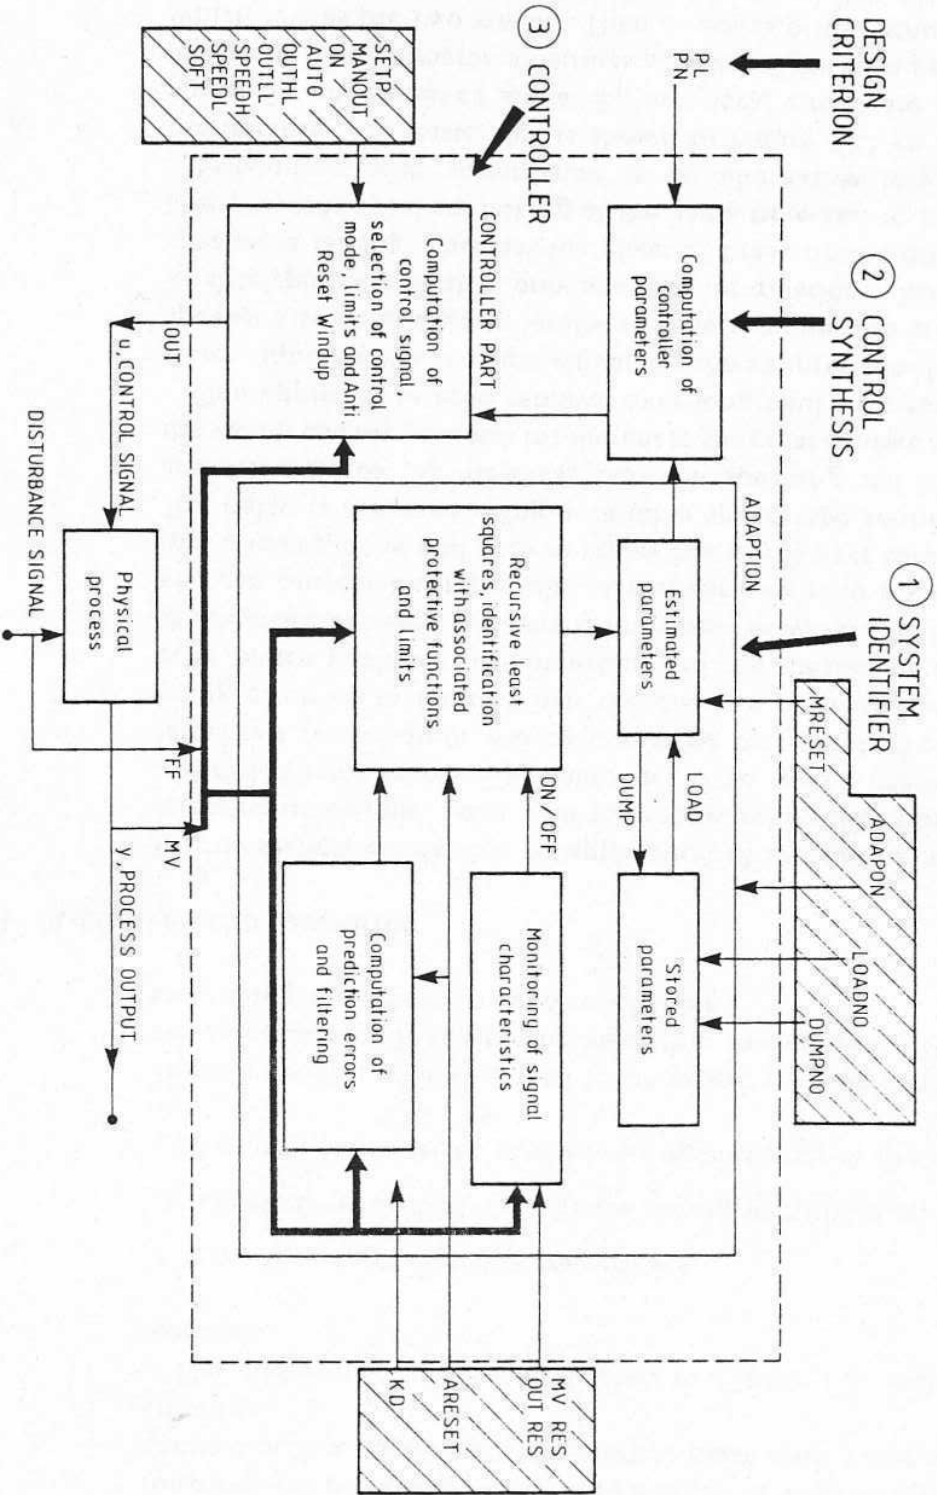 DESIGN
CRITERION
② CONTROL
SYNTHESIS
① SYSTEM
IDENTIFIER
③ CONTROLLER
PL
PN
MRESET
ADAPON
LOADNO
DUMPNO
ADAPTION
Computation of
controller
parameters
Estimated
parmeters
LOAD
DUMP
Stored
parameters
SETP
MANOUT
ON
AUTO
OUTHL
OUTLL
SPEEDH
SPEEDL
SOFT
CONTROLLER PART
Computation of
control signal,
selection of control
mode, limits and Anti
Reset Windup
Recursive least
squares, identification
with associated
protective fuctions
and limits
ON/OFF
Monitoring of signal
characteristics
Computation of
prediction errors
and filtering
MV RES
OUT RES
ARESET
KD
OUT
u, CONTROL SIGNAL
Physical
process
FF
MV
y, PROCESS OUTPUT
DISTURBANCE SIGNAL